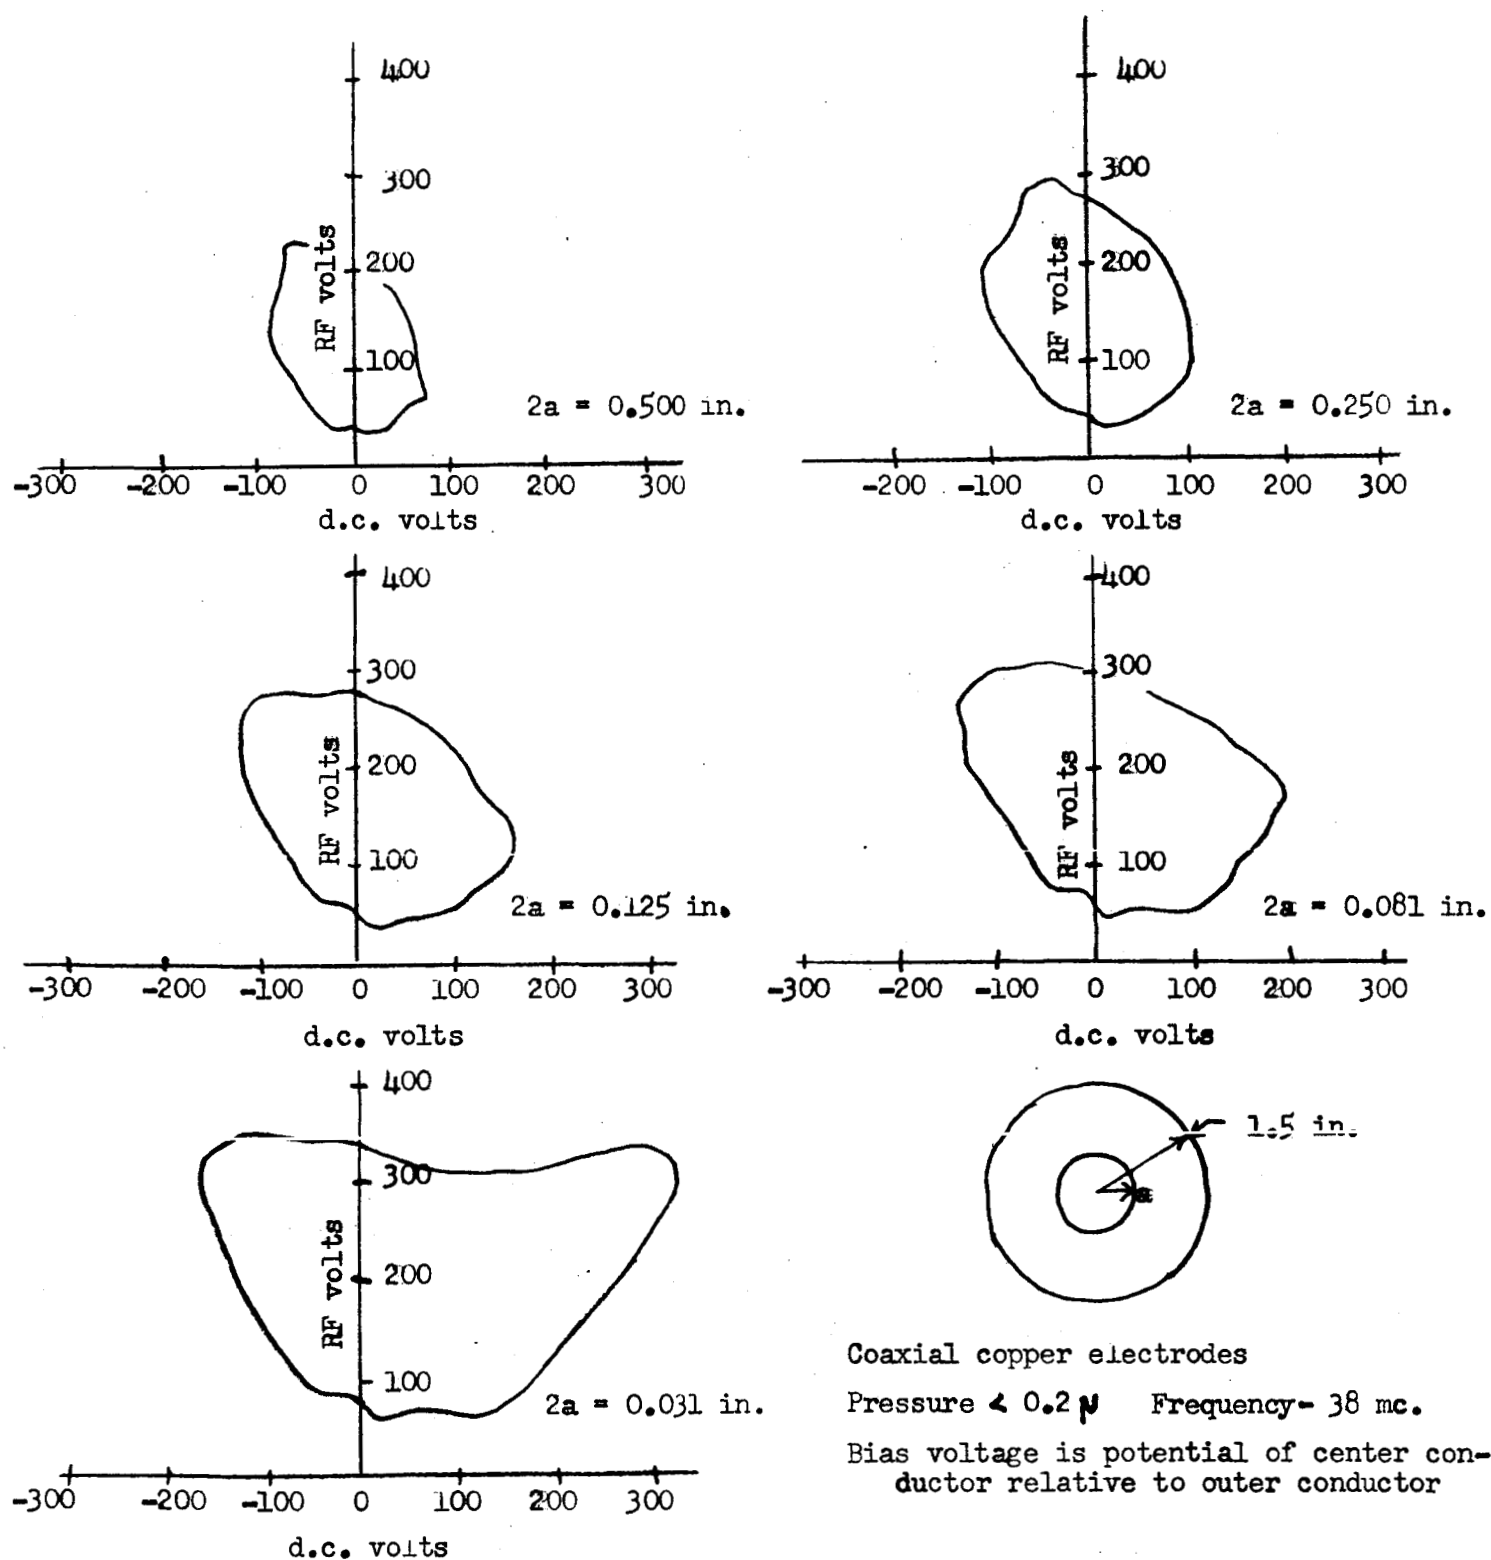 400
300
200
100
RF volts
2a = 0.500 in.
-300 -200 -100 0 100 200 300
d.c. volts
400
300
200
100
RF volts
2a = 0.250 in.
-200 -100 0 100 200 300
d.c. volts
400
300
200
100
RF volts
2a = 0.125 in.
-300 -200 -100 0 100 200 300
d.c. volts
400
300
200
100
RF volts
2a = 0.081 in.
-300 -200 -100 0 100 200 300
d.c. volts
400
300
200
100
RF volts
2a = 0.031 in.
-300 -200 -100 0 100 200 300
d.c. volts
1.5 in.
a
Coaxial copper electrodes
Pressure < 0.2 μ Frequency- 38 mc.
Bias voltage is potential of center con-
ductor relative to outer conductor